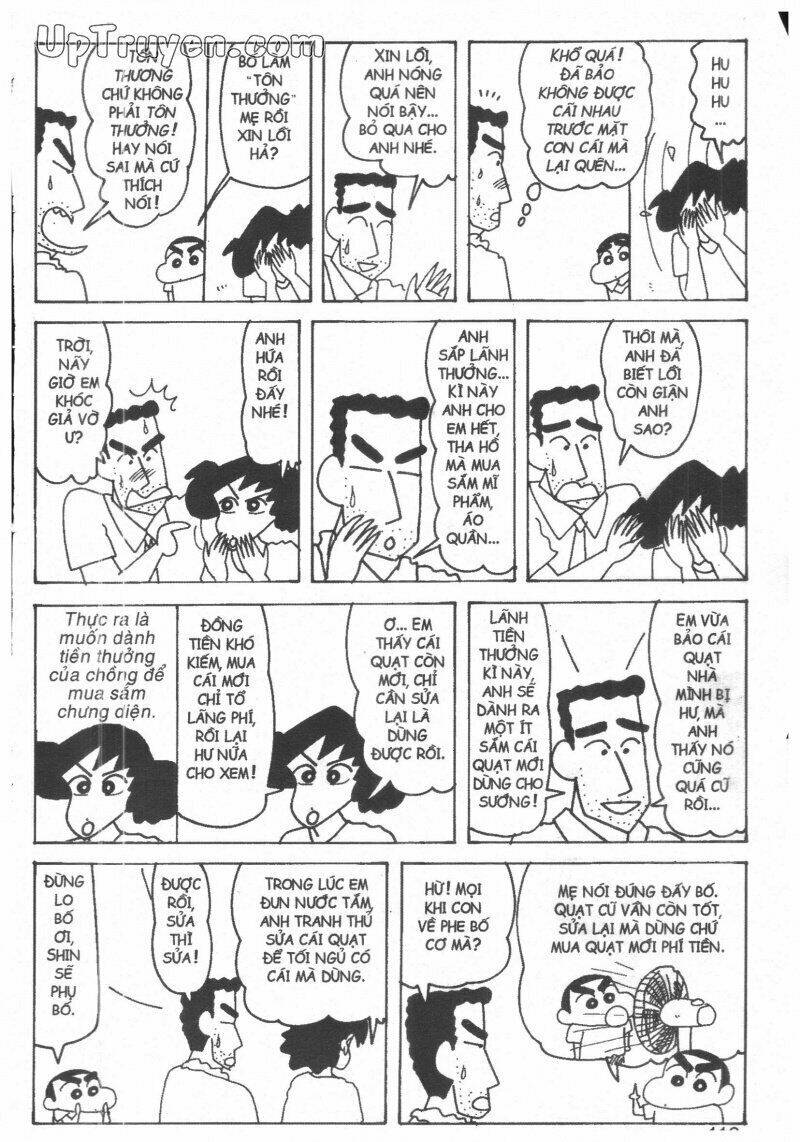 UpTruyen.com
HU
HU
HU
...
KHỔ QUÁ!
ĐÃ BẢO
KHÔNG ĐƯỢC
CÃI NHAU
TRƯỚC MẶT
CON CÁI MÀ
LẠI QUÊN...
XIN LỖI,
ANH NÓNG
QUÁ NÊN
NÓI BẬY...
BỎ QUA CHO
ANH NHÉ.
BỐ LÀM
"TÔN
THƯỞNG"
MẸ RỒI
XIN LỖI
HẢ?
TÔN
THƯƠNG
CHỨ KHÔNG
PHẢI TÔN
THƯỞNG!
HAY NÓI
SAI MÀ CỨ
THÍCH
NÓI!
THÔI MÀ,
ANH ĐÃ
BIẾT LỖI
CÒN GIẬN
ANH
SAO?
ANH
SẮP LÃNH
THƯỞNG...
KÌ NÀY
ANH CHO
EM HẾT,
THA HỒ
MÀ MUA
SẮM MĨ
PHẨM,
ÁO
QUẦN...
ANH
HỨA
RỒI
ĐẤY
NHÉ!
TRỜI,
NÃY
GIỜ EM
KHÓC
GIẢ VỜ
Ư?
EM VỪA
BẢO CÁI
QUẠT
NHÀ
MÌNH BỊ
HƯ, MÀ
ANH
THẤY NÓ
CŨNG
QUÁ CŨ
RỒI...
LÃNH
TIỀN
THƯỞNG
KÌ NÀY,
ANH SẼ
DÀNH RA
MỘT ÍT
SẮM CÁI
QUẠT MỚI
DÙNG CHO
SƯỚNG!
Ơ... EM
THẤY CÁI
QUẠT CÒN
MỚI, CHỈ
CẦN SỬA
LẠI LÀ
DÙNG
ĐƯỢC RỒI.
ĐỒNG
TIỀN KHÓ
KIẾM, MUA
CÁI MỚI
CHỈ TỔ
LÃNG PHÍ,
RỒI LẠI
HƯ NỮA
CHO XEM!
Thực ra là
muốn dành
tiền thưởng
của chồng để
mua sắm
chưng diện.
MẸ NÓI ĐÚNG ĐẤY BỐ.
QUẠT CŨ VẪN CÒN TỐT,
SỬA LẠI MÀ DÙNG CHỨ
MUA QUẠT MỚI PHÍ TIỀN.
HỪ! MỌI
KHI CON
VỀ PHE BỐ
CƠ MÀ?
TRONG LÚC EM
ĐUN NƯỚC TẮM,
ANH TRANH THỦ
SỬA CÁI QUẠT
ĐỂ TỐI NGỦ CÓ
CÁI MÀ DÙNG.
ĐƯỢC
RỒI,
SỬA
THÌ
SỬA!
ĐỪNG
LO
BỐ
ƠI,
SHIN
SẼ
PHỤ
BỐ.